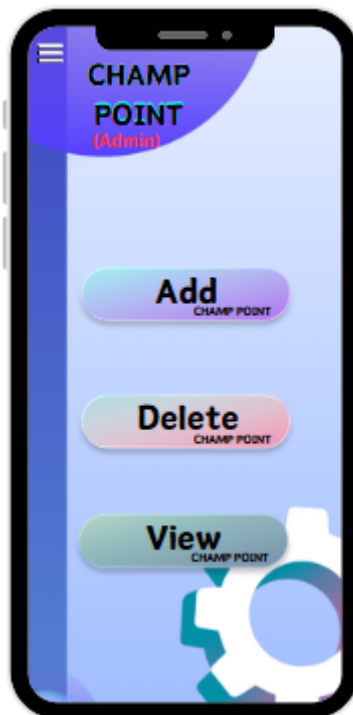 CHAMP
POINT
(Admin)
Add
CHAMP POINT
Delete
CHAMP POINT
View
CHAMP POINT